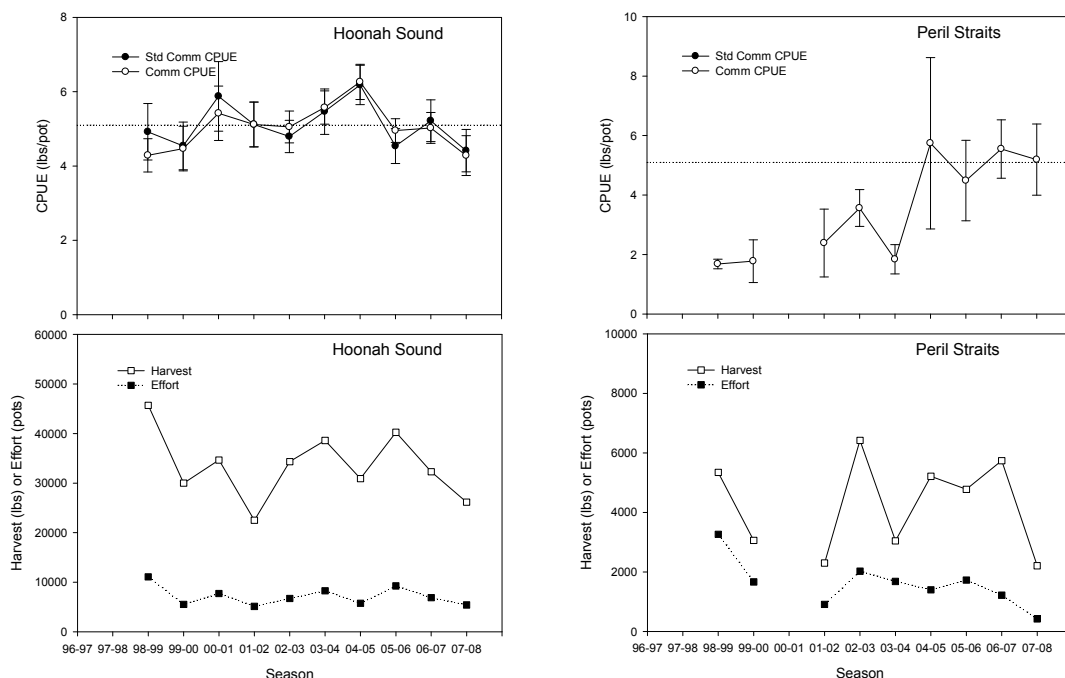 Hoonah Sound
Std Comm CPUE
Comm CPUE
CPUE (lbs/pot)
8
6
4
2
0
Peril Straits
Std Comm CPUE
Comm CPUE
CPUE (lbs/pot)
10
8
6
4
2
0
Hoonah Sound
Harvest
Effort
Harvest (lbs) or Effort (pots)
60000
50000
40000
30000
20000
10000
0
96-97 97-98 98-99 99-00 00-01 01-02 02-03 03-04 04-05 05-06 06-07 07-08
Season
Peril Straits
Harvest
Effort
Harvest (lbs) or Effort (pots)
10000
8000
6000
4000
2000
0
96-97 97-98 98-99 99-00 00-01 01-02 02-03 03-04 04-05 05-06 06-07 07-08
Season